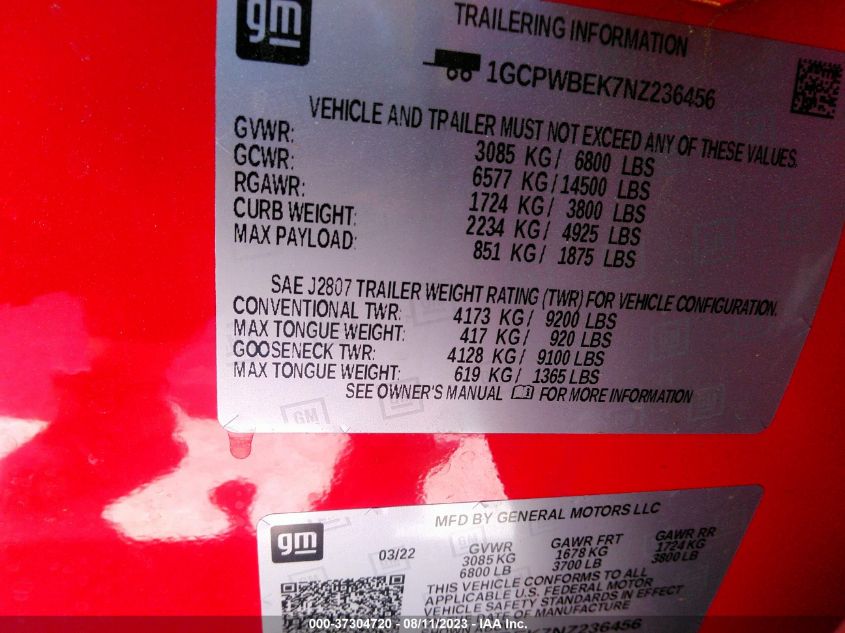 gm
TRAILERING INFORMATION
1GCPWBEK7NZ236456
VEHICLE AND TRAILER MUST NOT EXCEED ANY OF THESE VALUES.
GVWR: 3085 KG/ 6800 LBS
GCWR: 6577 KG/14500 LBS
RGAWR: 1724 KG/ 3800 LBS
CURB WEIGHT: 2234 KG/ 4925 LBS
MAX PAYLOAD: 851 KG/ 1875 LBS
SAE J2807 TRAILER WEIGHT RATING (TWR) FOR VEHICLE CONFIGURATION.
CONVENTIONAL TWR: 4173 KG/ 9200 LBS
MAX TONGUE WEIGHT: 417 KG/ 920 LBS
GOOSENECK TWR: 4128 KG/ 9100 LBS
MAX TONGUE WEIGHT: 619 KG/ 1365 LBS
SEE OWNER'S MANUAL FOR MORE INFORMATION
gm
MFD BY GENERAL MOTORS LLC
03/22 GVWR GAWR FRT GAWR RR
3085 KG 1678 KG 1724 KG
6800 LB 3700 LB 3800 LB
THIS VEHICLE CONFORMS TO ALL
APPLICABLE U.S. FEDERAL MOTOR
VEHICLE SAFETY STANDARDS IN EFFECT
DATE OF MANUFACTURE
EK7NZ236456
000-37304720 - 08/11/2023 - IAA Inc.